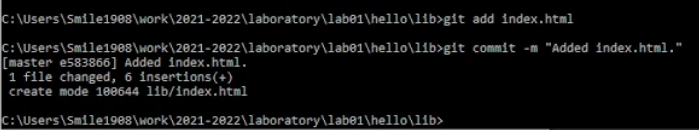 C:\Users\Smile1908\work\2021-2022\laboratory\lab01\hello\lib>git add index.html
C:\Users\Smile1908\work\2021-2022\laboratory\lab01\hello\lib>git commit -m "Added index.html."
[master e583866] Added index.html.
1 file changed, 6 insertions(+)
create mode 100644 lib/index.html
C:\Users\Smile1908\work\2021-2022\laboratory\lab01\hello\lib>